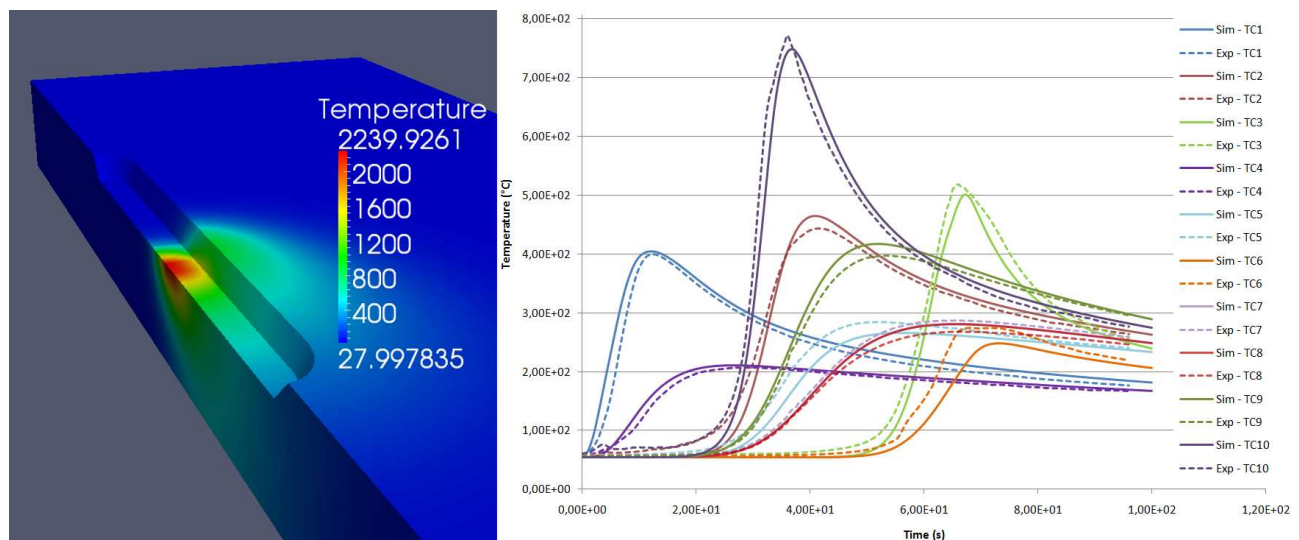 Temperature
2239.9261
2000
1600
1200
800
400
27.997835
8,00E+02
7,00E+02
6,00E+02
5,00E+02
4,00E+02
3,00E+02
2,00E+02
1,00E+02
0,00E+00
Temperature (°C)
0,00E+00 2,00E+01 4,00E+01 6,00E+01 8,00E+01 1,00E+02 1,20E+02
Time (s)
Sim - TC1
Exp - TC1
Sim - TC2
Exp - TC2
Sim - TC3
Exp - TC3
Sim - TC4
Exp - TC4
Sim - TC5
Exp - TC5
Sim - TC6
Exp - TC6
Sim - TC7
Exp - TC7
Sim - TC8
Exp - TC8
Sim - TC9
Exp - TC9
Sim - TC10
Exp - TC10